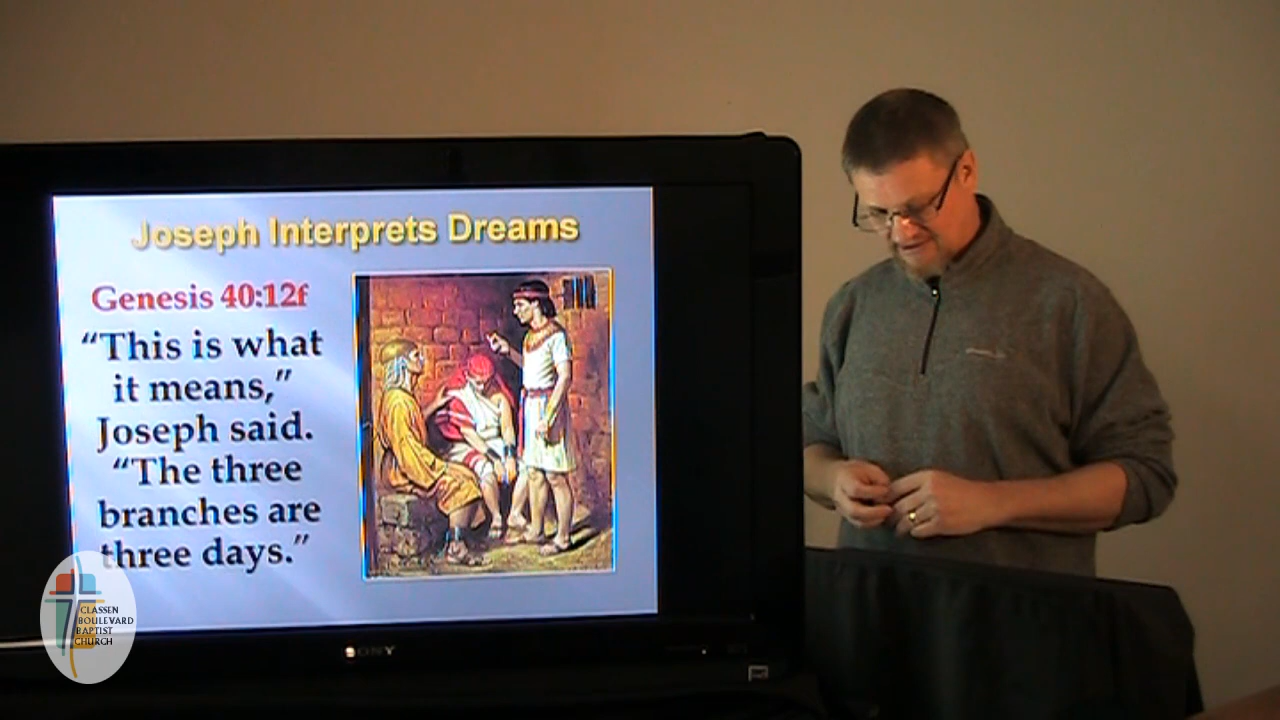 Joseph Interprets Dreams
Genesis 40:12f
“This is what
it means,”
Joseph said.
“The three
branches are
three days.”
CLASSEN
BOULEVARD
BAPTIST
CHURCH
SONY